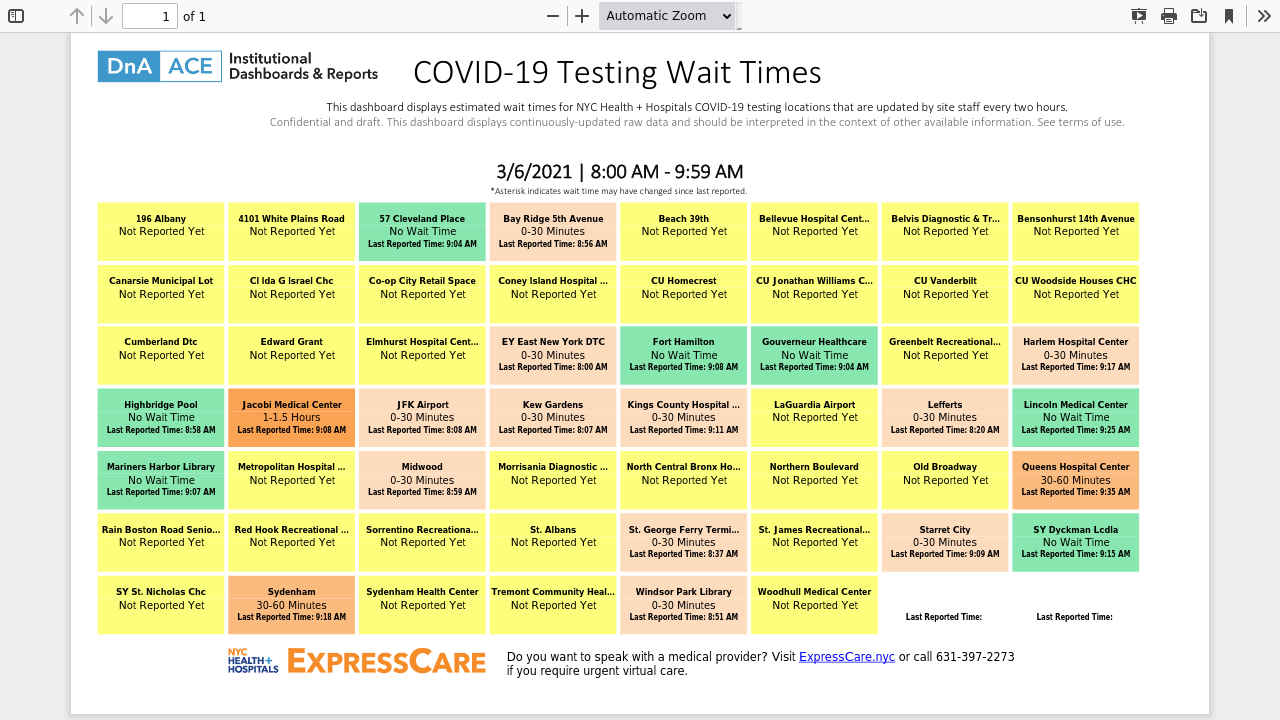 1 of 1 Automatic Zoom
DnA ACE Institutional Dashboards & Reports
COVID-19 Testing Wait Times
This dashboard displays estimated wait times for NYC Health + Hospitals COVID-19 testing locations that are updated by site staff every two hours.
Confidential and draft. This dashboard displays continuously-updated raw data and should be interpreted in the context of other available information. See terms of use.
3/6/2021 | 8:00 AM - 9:59 AM
*Asterisk indicates wait time may have changed since last reported.
196 Albany
Not Reported Yet
4101 White Plains Road
Not Reported Yet
57 Cleveland Place
No Wait Time
Last Reported Time: 9:04 AM
Bay Ridge 5th Avenue
0-30 Minutes
Last Reported Time: 8:56 AM
Beach 39th
Not Reported Yet
Bellevue Hospital Cent...
Not Reported Yet
Belvis Diagnostic & Tr...
Not Reported Yet
Bensonhurst 14th Avenue
Not Reported Yet
Canarsie Municipal Lot
Not Reported Yet
Cl Ida G Israel Chc
Not Reported Yet
Co-op City Retail Space
Not Reported Yet
Coney Island Hospital ...
Not Reported Yet
CU Homecrest
Not Reported Yet
CU Jonathan Williams C...
Not Reported Yet
CU Vanderbilt
Not Reported Yet
CU Woodside Houses CHC
Not Reported Yet
Cumberland Dtc
Not Reported Yet
Edward Grant
Not Reported Yet
Elmhurst Hospital Cent...
Not Reported Yet
EY East New York DTC
0-30 Minutes
Last Reported Time: 8:00 AM
Fort Hamilton
No Wait Time
Last Reported Time: 9:08 AM
Gouverneur Healthcare
No Wait Time
Last Reported Time: 9:04 AM
Greenbelt Recreational...
Not Reported Yet
Harlem Hospital Center
0-30 Minutes
Last Reported Time: 9:17 AM
Highbridge Pool
No Wait Time
Last Reported Time: 8:58 AM
Jacobi Medical Center
1-1.5 Hours
Last Reported Time: 9:08 AM
JFK Airport
0-30 Minutes
Last Reported Time: 8:08 AM
Kew Gardens
0-30 Minutes
Last Reported Time: 8:07 AM
Kings County Hospital ...
0-30 Minutes
Last Reported Time: 9:11 AM
LaGuardia Airport
Not Reported Yet
Lefferts
0-30 Minutes
Last Reported Time: 8:20 AM
Lincoln Medical Center
No Wait Time
Last Reported Time: 9:25 AM
Mariners Harbor Library
No Wait Time
Last Reported Time: 9:07 AM
Metropolitan Hospital ...
Not Reported Yet
Midwood
0-30 Minutes
Last Reported Time: 8:59 AM
Morrisania Diagnostic ...
Not Reported Yet
North Central Bronx Ho...
Not Reported Yet
Northern Boulevard
Not Reported Yet
Old Broadway
Not Reported Yet
Queens Hospital Center
30-60 Minutes
Last Reported Time: 9:35 AM
Rain Boston Road Senio...
Not Reported Yet
Red Hook Recreational ...
Not Reported Yet
Sorrentino Recreationa...
Not Reported Yet
St. Albans
Not Reported Yet
St. George Ferry Termi...
0-30 Minutes
Last Reported Time: 8:37 AM
St. James Recreational...
Not Reported Yet
Starret City
0-30 Minutes
Last Reported Time: 9:09 AM
SY Dyckman Lcdla
No Wait Time
Last Reported Time: 9:15 AM
SY St. Nicholas Chc
Not Reported Yet
Sydenham
30-60 Minutes
Last Reported Time: 9:18 AM
Sydenham Health Center
Not Reported Yet
Tremont Community Heal...
Not Reported Yet
Windsor Park Library
0-30 Minutes
Last Reported Time: 8:51 AM
Woodhull Medical Center
Not Reported Yet
Last Reported Time:
Last Reported Time:
NYC
HEALTH+
HOSPITALS
EXPRESSCARE
Do you want to speak with a medical provider? Visit ExpressCare.nyc or call 631-397-2273
if you require urgent virtual care.